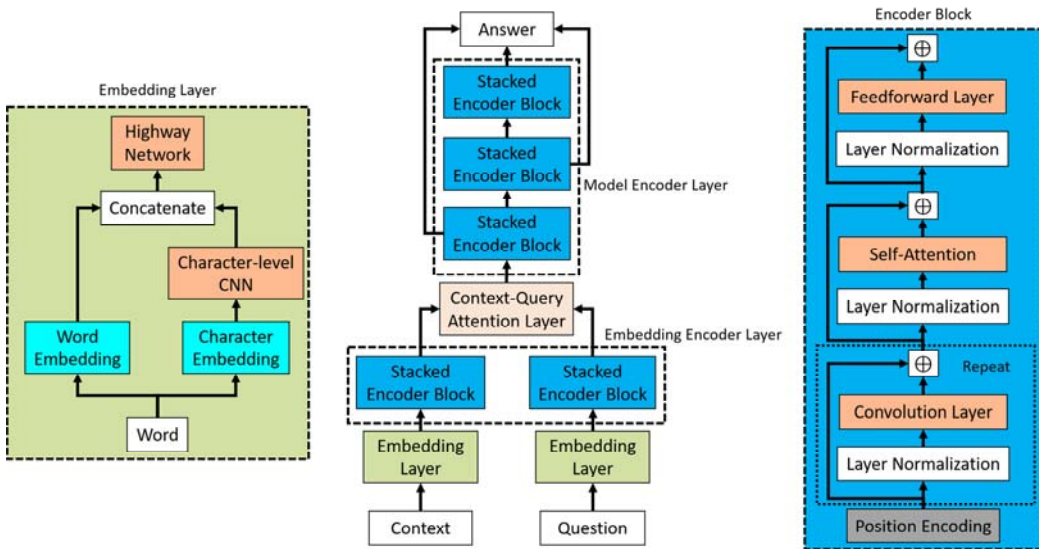 Embedding Layer
Highway
Network
Concatenate
Character-level
CNN
Word
Embedding
Character
Embedding
Word
Answer
Stacked
Encoder Block
Stacked
Encoder Block
Model Encoder Layer
Stacked
Encoder Block
Context-Query
Attention Layer
Embedding Encoder Layer
Stacked
Encoder Block
Stacked
Encoder Block
Embedding
Layer
Embedding
Layer
Context
Question
Encoder Block
Feedforward Layer
Layer Normalization
Self-Attention
Layer Normalization
Repeat
Convolution Layer
Layer Normalization
Position Encoding